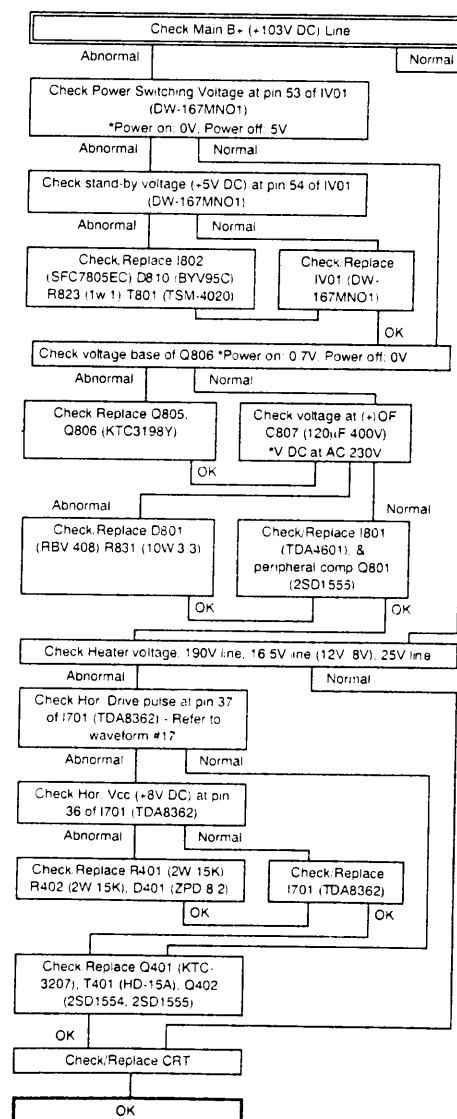 Check Main B+ (+103V DC) Line
Abnormal
Normal
Check Power Switching Voltage at pin 53 of IV01
(DW-167MNO1)
*Power on: 0V, Power off: 5V
Abnormal
Normal
Check stand-by voltage (+5V DC) at pin 54 of IV01
(DW-167MNO1)
Abnormal
Normal
Check/Replace I802
(SFC7805EC) D810 (BYV95C)
R823 (1w 1) T801 (TSM-4020)
Check/Replace
IV01 (DW-
167MNO1)
OK
Check voltage base of Q806 *Power on: 0.7V, Power off: 0V
Abnormal
Normal
Check Replace Q805,
Q806 (KTC3198Y)
Check voltage at (+)OF
C807 (120µF 400V)
*V DC at AC 230V
OK
Abnormal
Normal
Check/Replace D801
(RBV 408) R831 (10W 3.3)
Check/Replace I801
(TDA4601), &
peripheral comp Q801
(2SD1555)
OK
OK
Check Heater voltage, 190V line, 16.5V line (12V 8V), 25V line
Abnormal
Normal
Check Hor. Drive pulse at pin 37
of I701 (TDA8362) - Refer to
waveform #17
Abnormal
Normal
Check Hor. Vcc (+8V DC) at pin
36 of I701 (TDA8362)
Abnormal
Normal
Check/Replace R401 (2W 15K)
R402 (2W 15K), D401 (ZPD 8.2)
Check/Replace
I701 (TDA8362)
OK
OK
Check Replace Q401 (KTC-
3207), T401 (HD-15A), Q402
(2SD1554, 2SD1555)
OK
Check/Replace CRT
OK